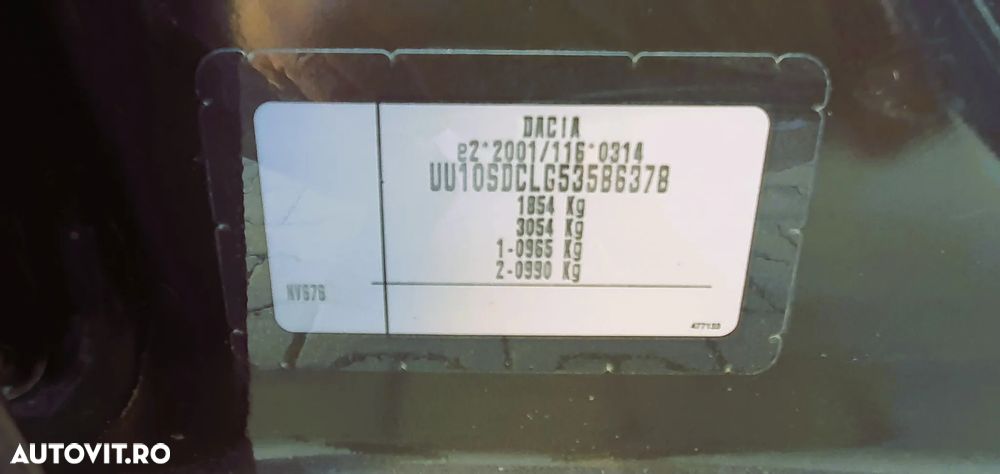 DACIA
e2*2001/116*0314
UU10SDCLG53586378
1854 Kg
3054 Kg
1-0965 Kg
2-0990 Kg
NV676
477133
AUTOVIT.RO